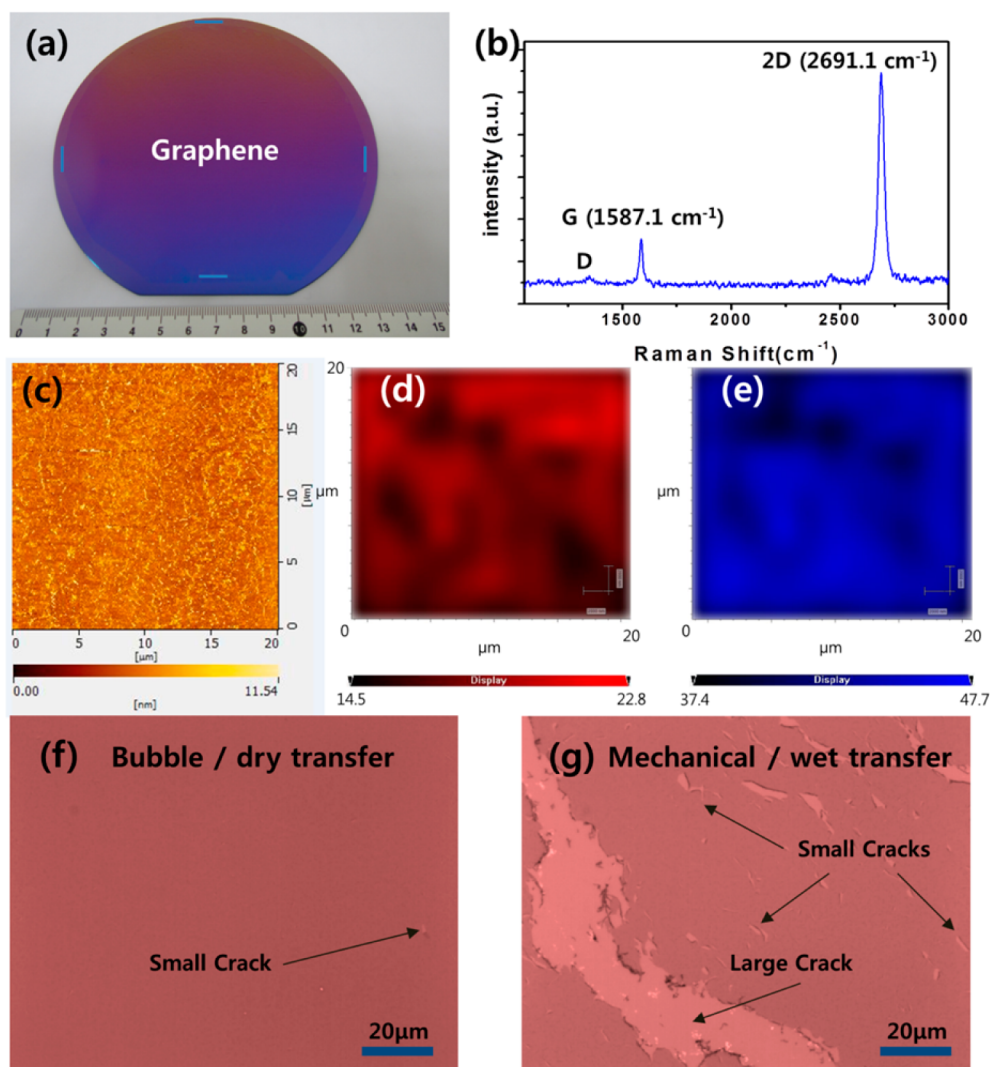 (a)
Graphene
0 1 2 3 4 5 6 7 8 9 10 11 12 13 14 15
(b)
2D (2691.1 cm⁻¹)
G (1587.1 cm⁻¹)
D
intensity (a.u.)
1500 2000 2500 3000
Raman Shift(cm⁻¹)
(c)
20
15
10
5
0
[μm]
0 5 10 15 20
[μm]
0.00 11.54
[nm]
(d)
20
μm
0 20
μm
Display
14.5 22.8
(e)
μm
0 20
μm
Display
37.4 47.7
(f) Bubble / dry transfer
Small Crack
20μm
(g) Mechanical / wet transfer
Small Cracks
Large Crack
20μm